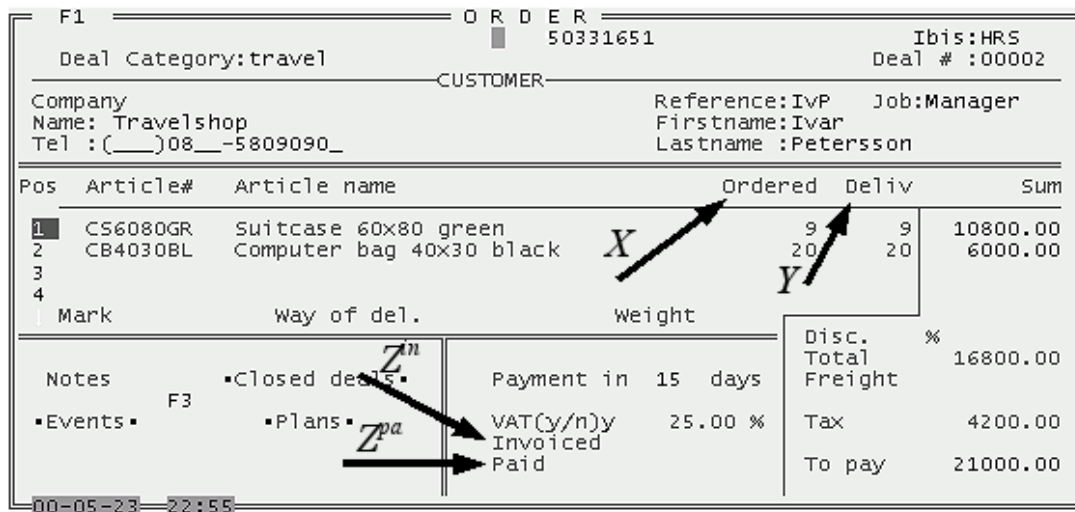 F1 O R D E R
50331651 Ibis:HRS
Deal Category:travel Deal # :00002
CUSTOMER
Company Reference:IvP Job:Manager
Name: Travelshop Firstname:Ivar
Tel :(___)08__-5809090_ Lastname :Petersson
Pos Article# Article name Ordered Deliv Sum
1 CS6080GR Suitcase 60x80 green 9 9 10800.00
2 CB4030BL Computer bag 40x30 black 20 20 6000.00
X
Y
3
4
Mark Way of del. Weight
Disc. %
Z^in
Total 16800.00
Notes ▪Closed deals▪ Payment in 15 days Freight
F3
▪Events▪ ▪Plans▪ VAT(y/n)y 25.00 % Tax 4200.00
Z^pa
Invoiced
Paid To pay 21000.00
00-05-23 22:55